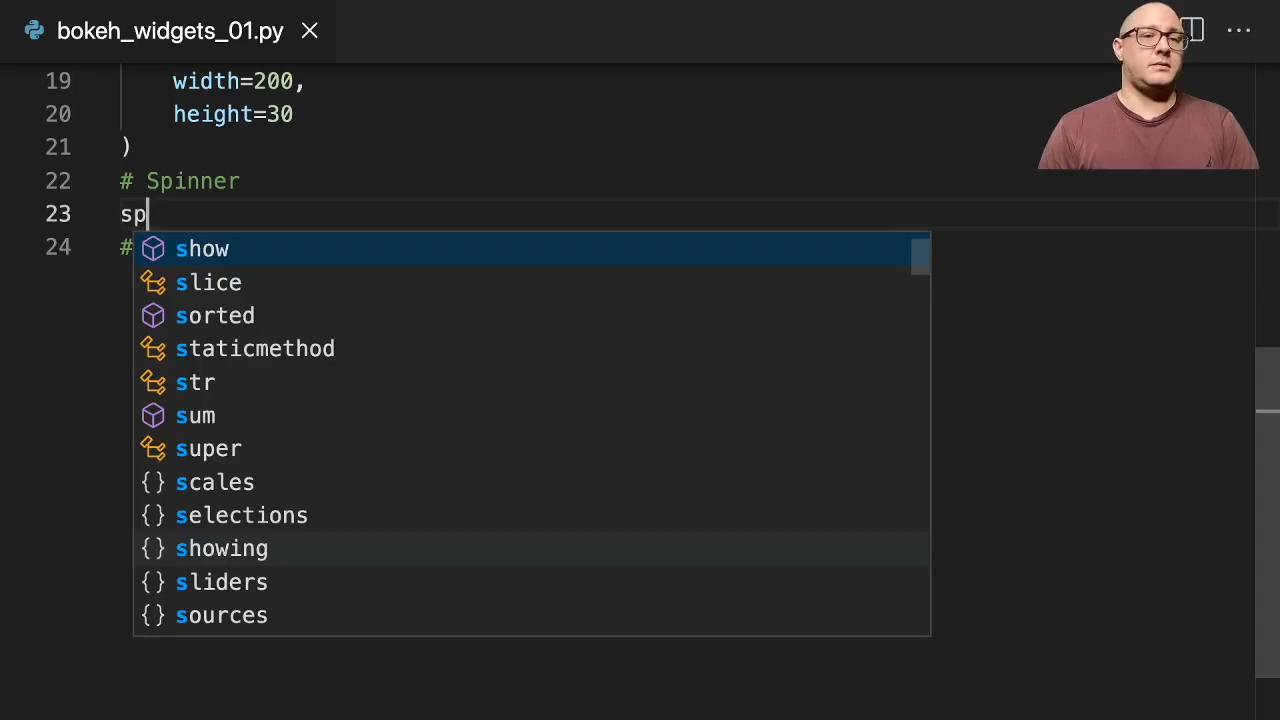 bokeh_widgets_01.py
19 width=200,
20 height=30
21 )
22 # Spinner
23 sp
24 #
show
slice
sorted
staticmethod
str
sum
super
scales
selections
showing
sliders
sources